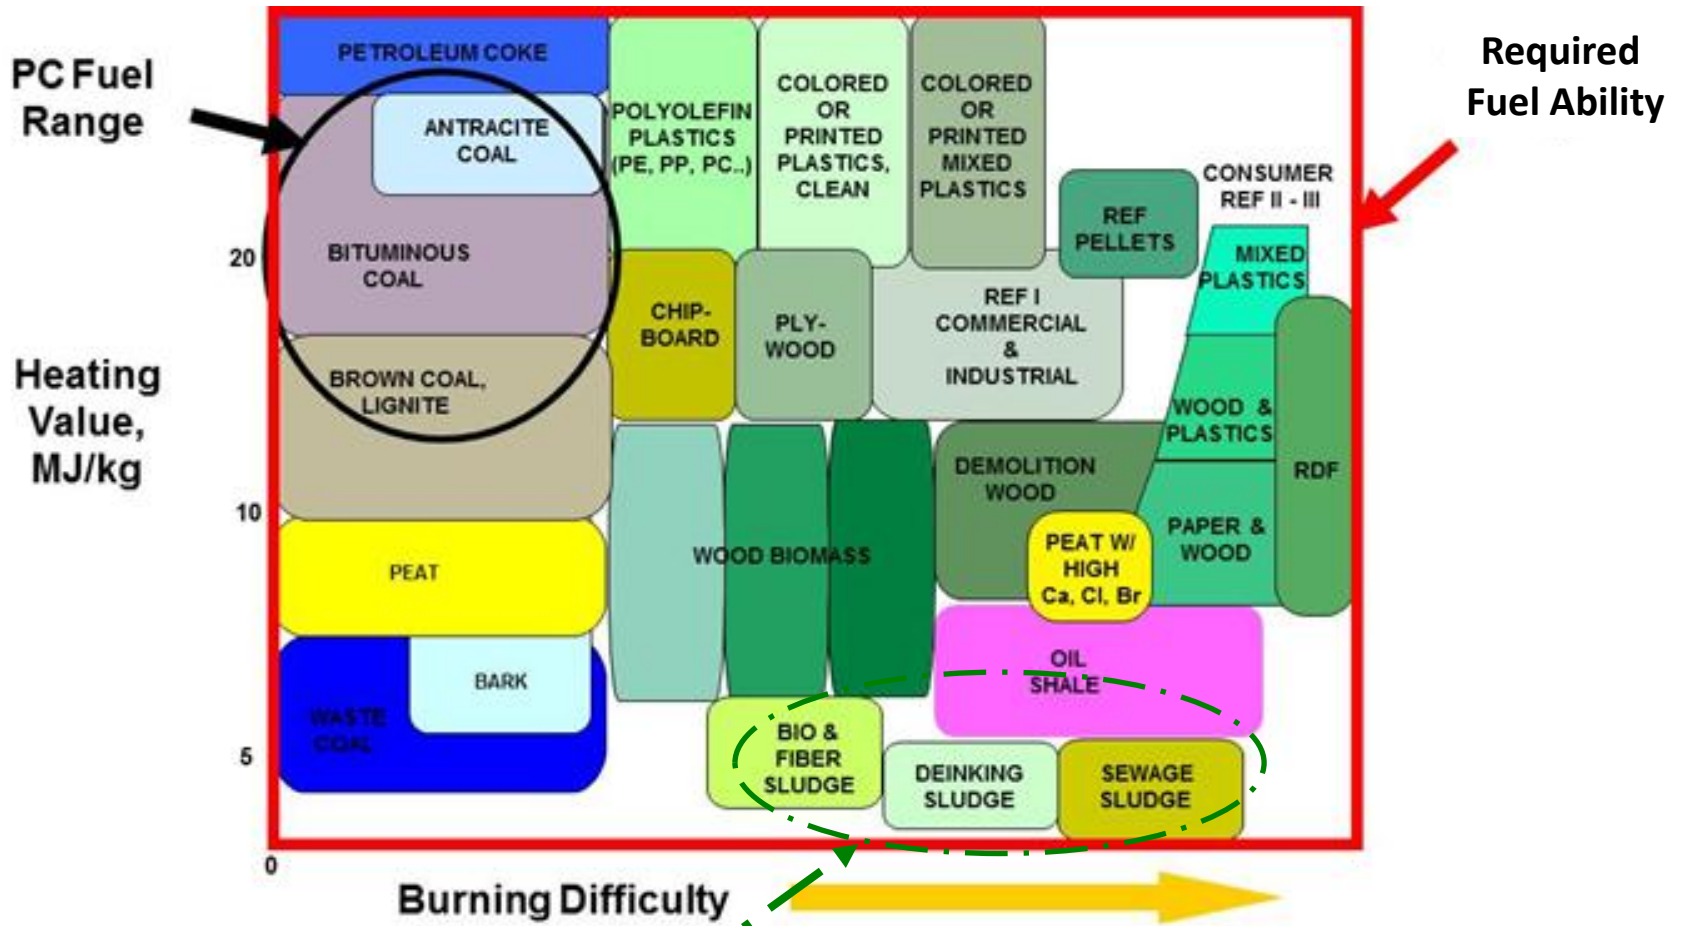 PC Fuel
Range
Required
Fuel Ability
PETROLEUM COKE
ANTRACITE
COAL
POLYOLEFIN
PLASTICS
(PE, PP, PC..)
COLORED
OR
PRINTED
PLASTICS,
CLEAN
COLORED
OR
PRINTED
MIXED
PLASTICS
REF
PELLETS
CONSUMER
REF II - III
MIXED
PLASTICS
20
BITUMINOUS
COAL
CHIP-
BOARD
PLY-
WOOD
REF I
COMMERCIAL
&
INDUSTRIAL
Heating
Value,
MJ/kg
BROWN COAL,
LIGNITE
WOOD &
PLASTICS
RDF
10
DEMOLITION
WOOD
PEAT
WOOD BIOMASS
PEAT W/
HIGH
Ca, Cl, Br
PAPER &
WOOD
BARK
WASTE
COAL
OIL
SHALE
5
BIO &
FIBER
SLUDGE
DEINKING
SLUDGE
SEWAGE
SLUDGE
0
Burning Difficulty